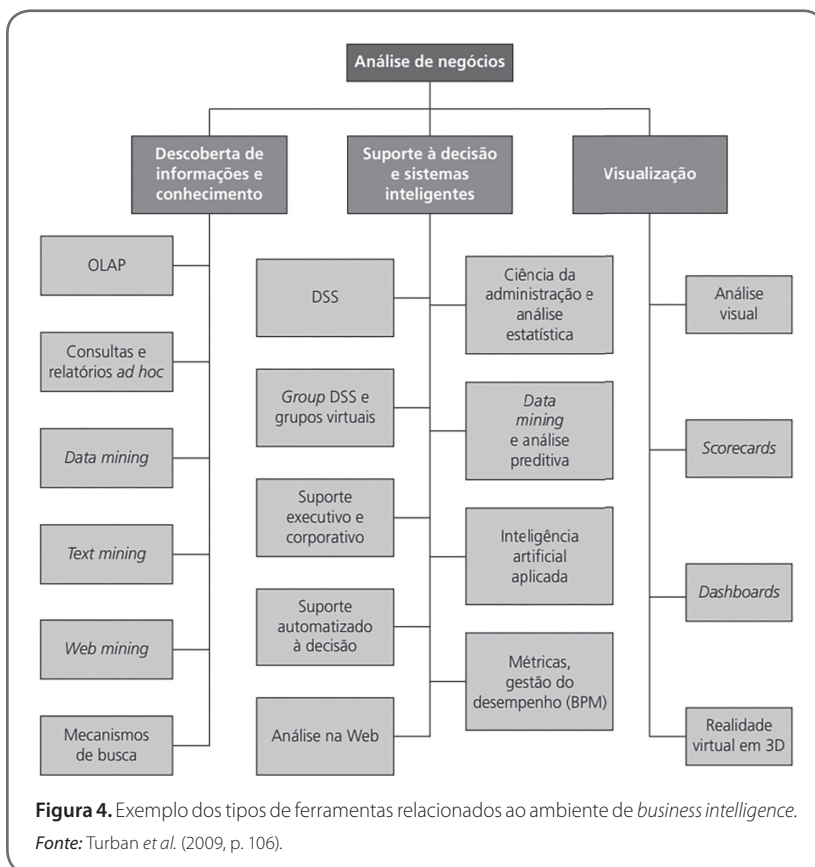 Análise de negócios
Descoberta de
informações e
conhecimento
Suporte à decisão
e sistemas
inteligentes
Visualização
OLAP
Consultas e
relatórios ad hoc
Data mining
Text mining
Web mining
Mecanismos
de busca
DSS
Group DSS e
grupos virtuais
Suporte
executivo e
corporativo
Suporte
automatizado
à decisão
Análise na Web
Ciência da
administração e
análise
estatística
Data
mining
e análise
preditiva
Inteligência
artificial
aplicada
Métricas,
gestão do
desempenho (BPM)
Análise
visual
Scorecards
Dashboards
Realidade
virtual em 3D
Figura 4. Exemplo dos tipos de ferramentas relacionados ao ambiente de business intelligence.
Fonte: Turban et al. (2009, p. 106).